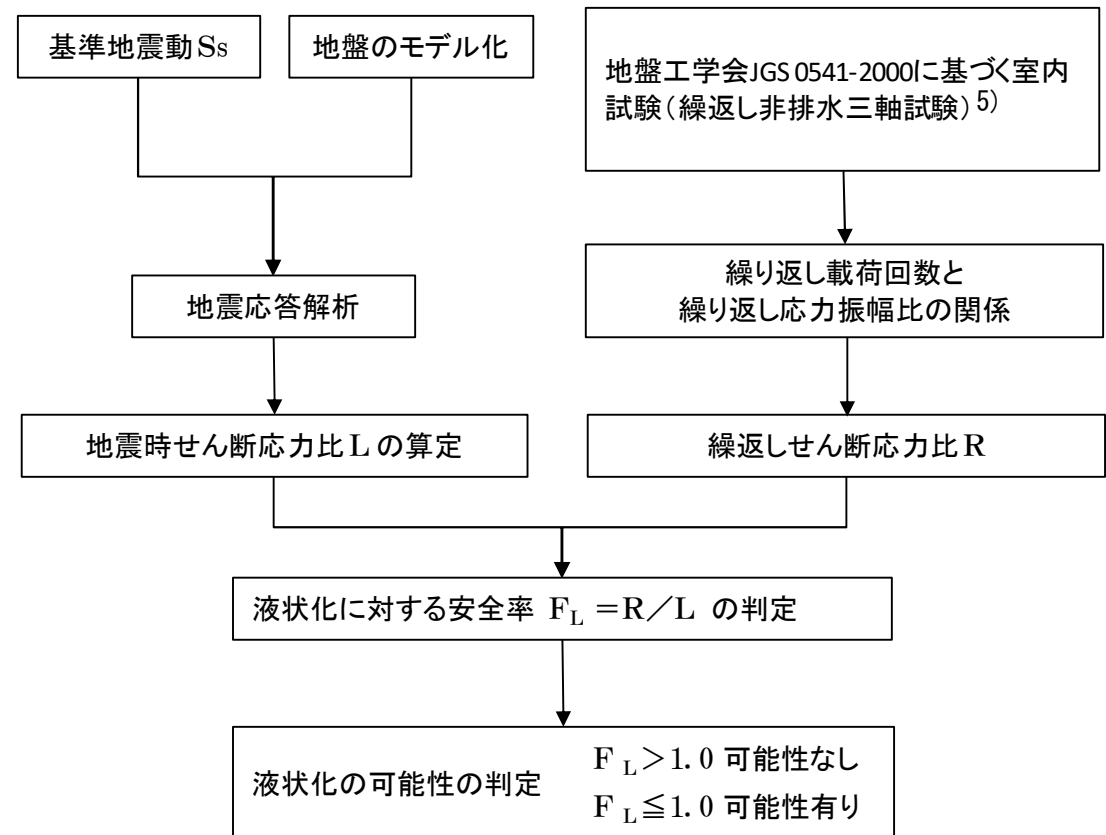 基準地震動Ss
地盤のモデル化
地盤工学会JGS 0541-2000に基づく室内
試験（繰返し非排水三軸試験）5)
地震応答解析
繰り返し載荷回数と
繰り返し応力振幅比の関係
地震時せん断応力比 L の算定
繰返しせん断応力比 R
液状化に対する安全率 FL ＝R／L の判定
液状化の可能性の判定
F L＞1.0 可能性なし
F L≦1.0 可能性有り